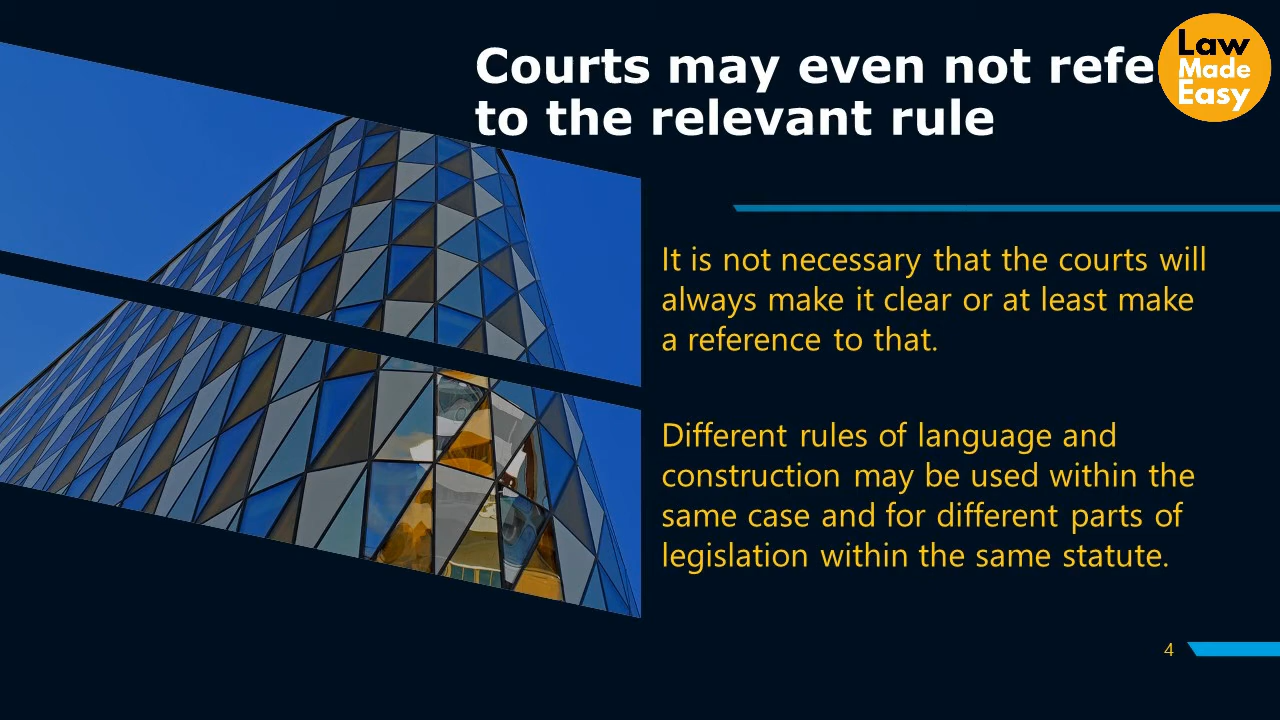 Courts may even not refe
to the relevant rule
Law
Made
Easy
It is not necessary that the courts will
always make it clear or at least make
a reference to that.
Different rules of language and
construction may be used within the
same case and for different parts of
legislation within the same statute.
4